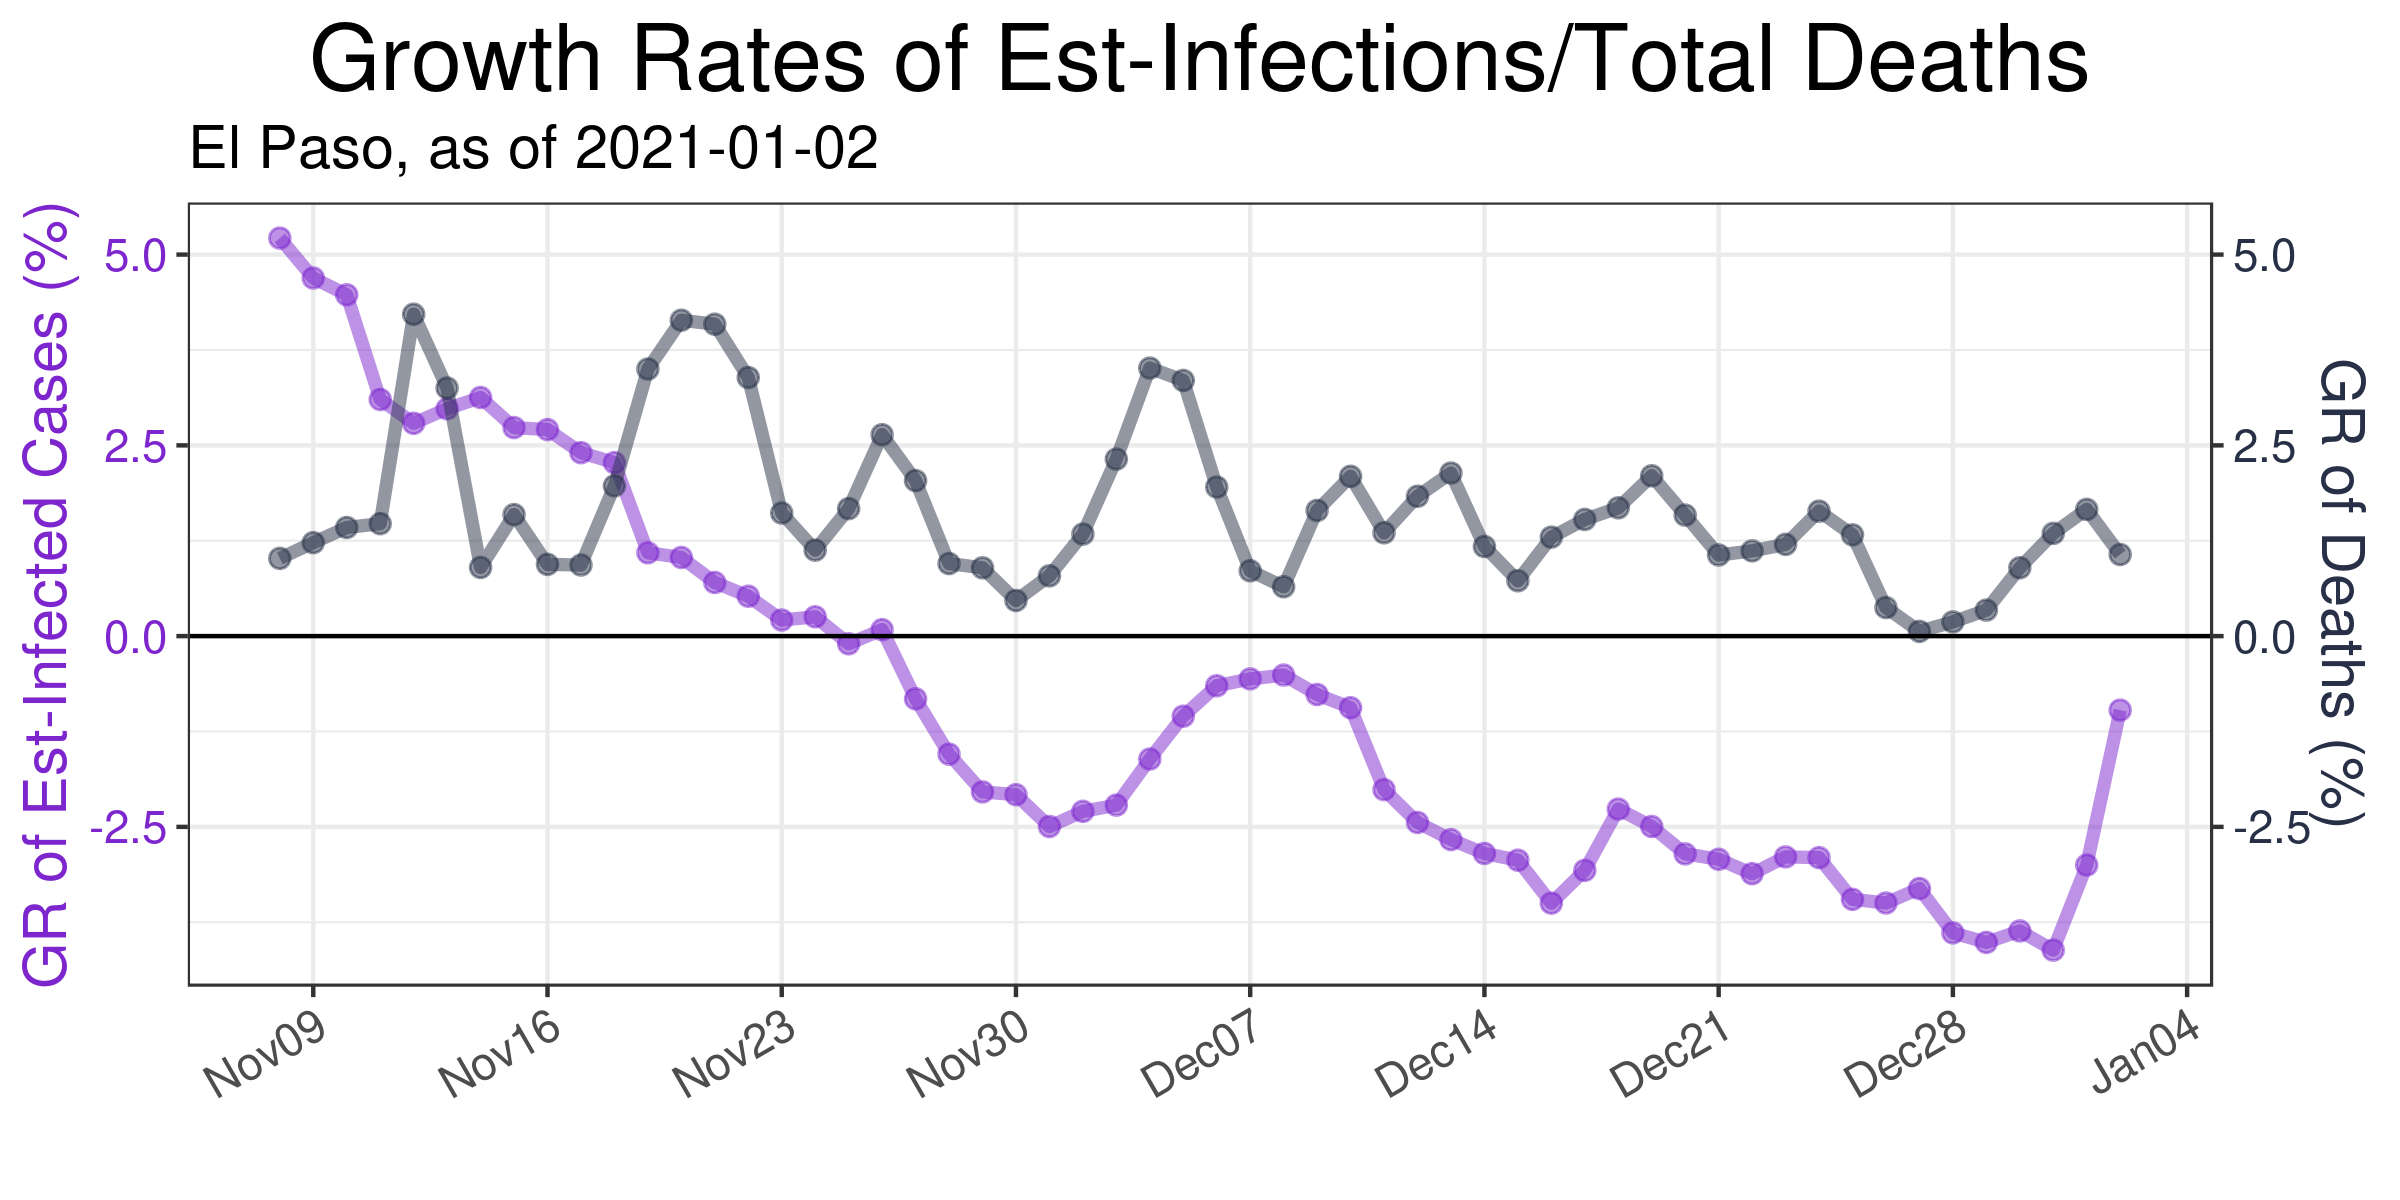 Growth Rates of Est-Infections/Total Deaths
El Paso, as of 2021-01-02
GR of Est-Infected Cases (%)
5.0
2.5
0.0
-2.5
5.0
2.5
0.0
-2.5
GR of Deaths (%)
Nov09
Nov16
Nov23
Nov30
Dec07
Dec14
Dec21
Dec28
Jan04